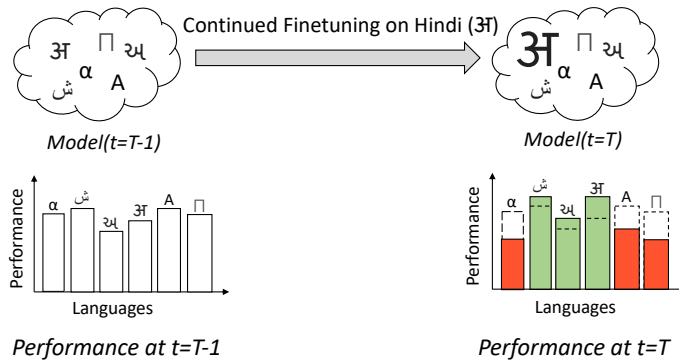 Continued Finetuning on Hindi (अ)
अ ∏ અ
ش α A
अ ∏ અ
ش α A
Model(t=T-1)
Model(t=T)
Performance
α ش અ अ A ∏
Languages
Performance at t=T-1
Performance
α ش અ अ A ∏
Languages
Performance at t=T